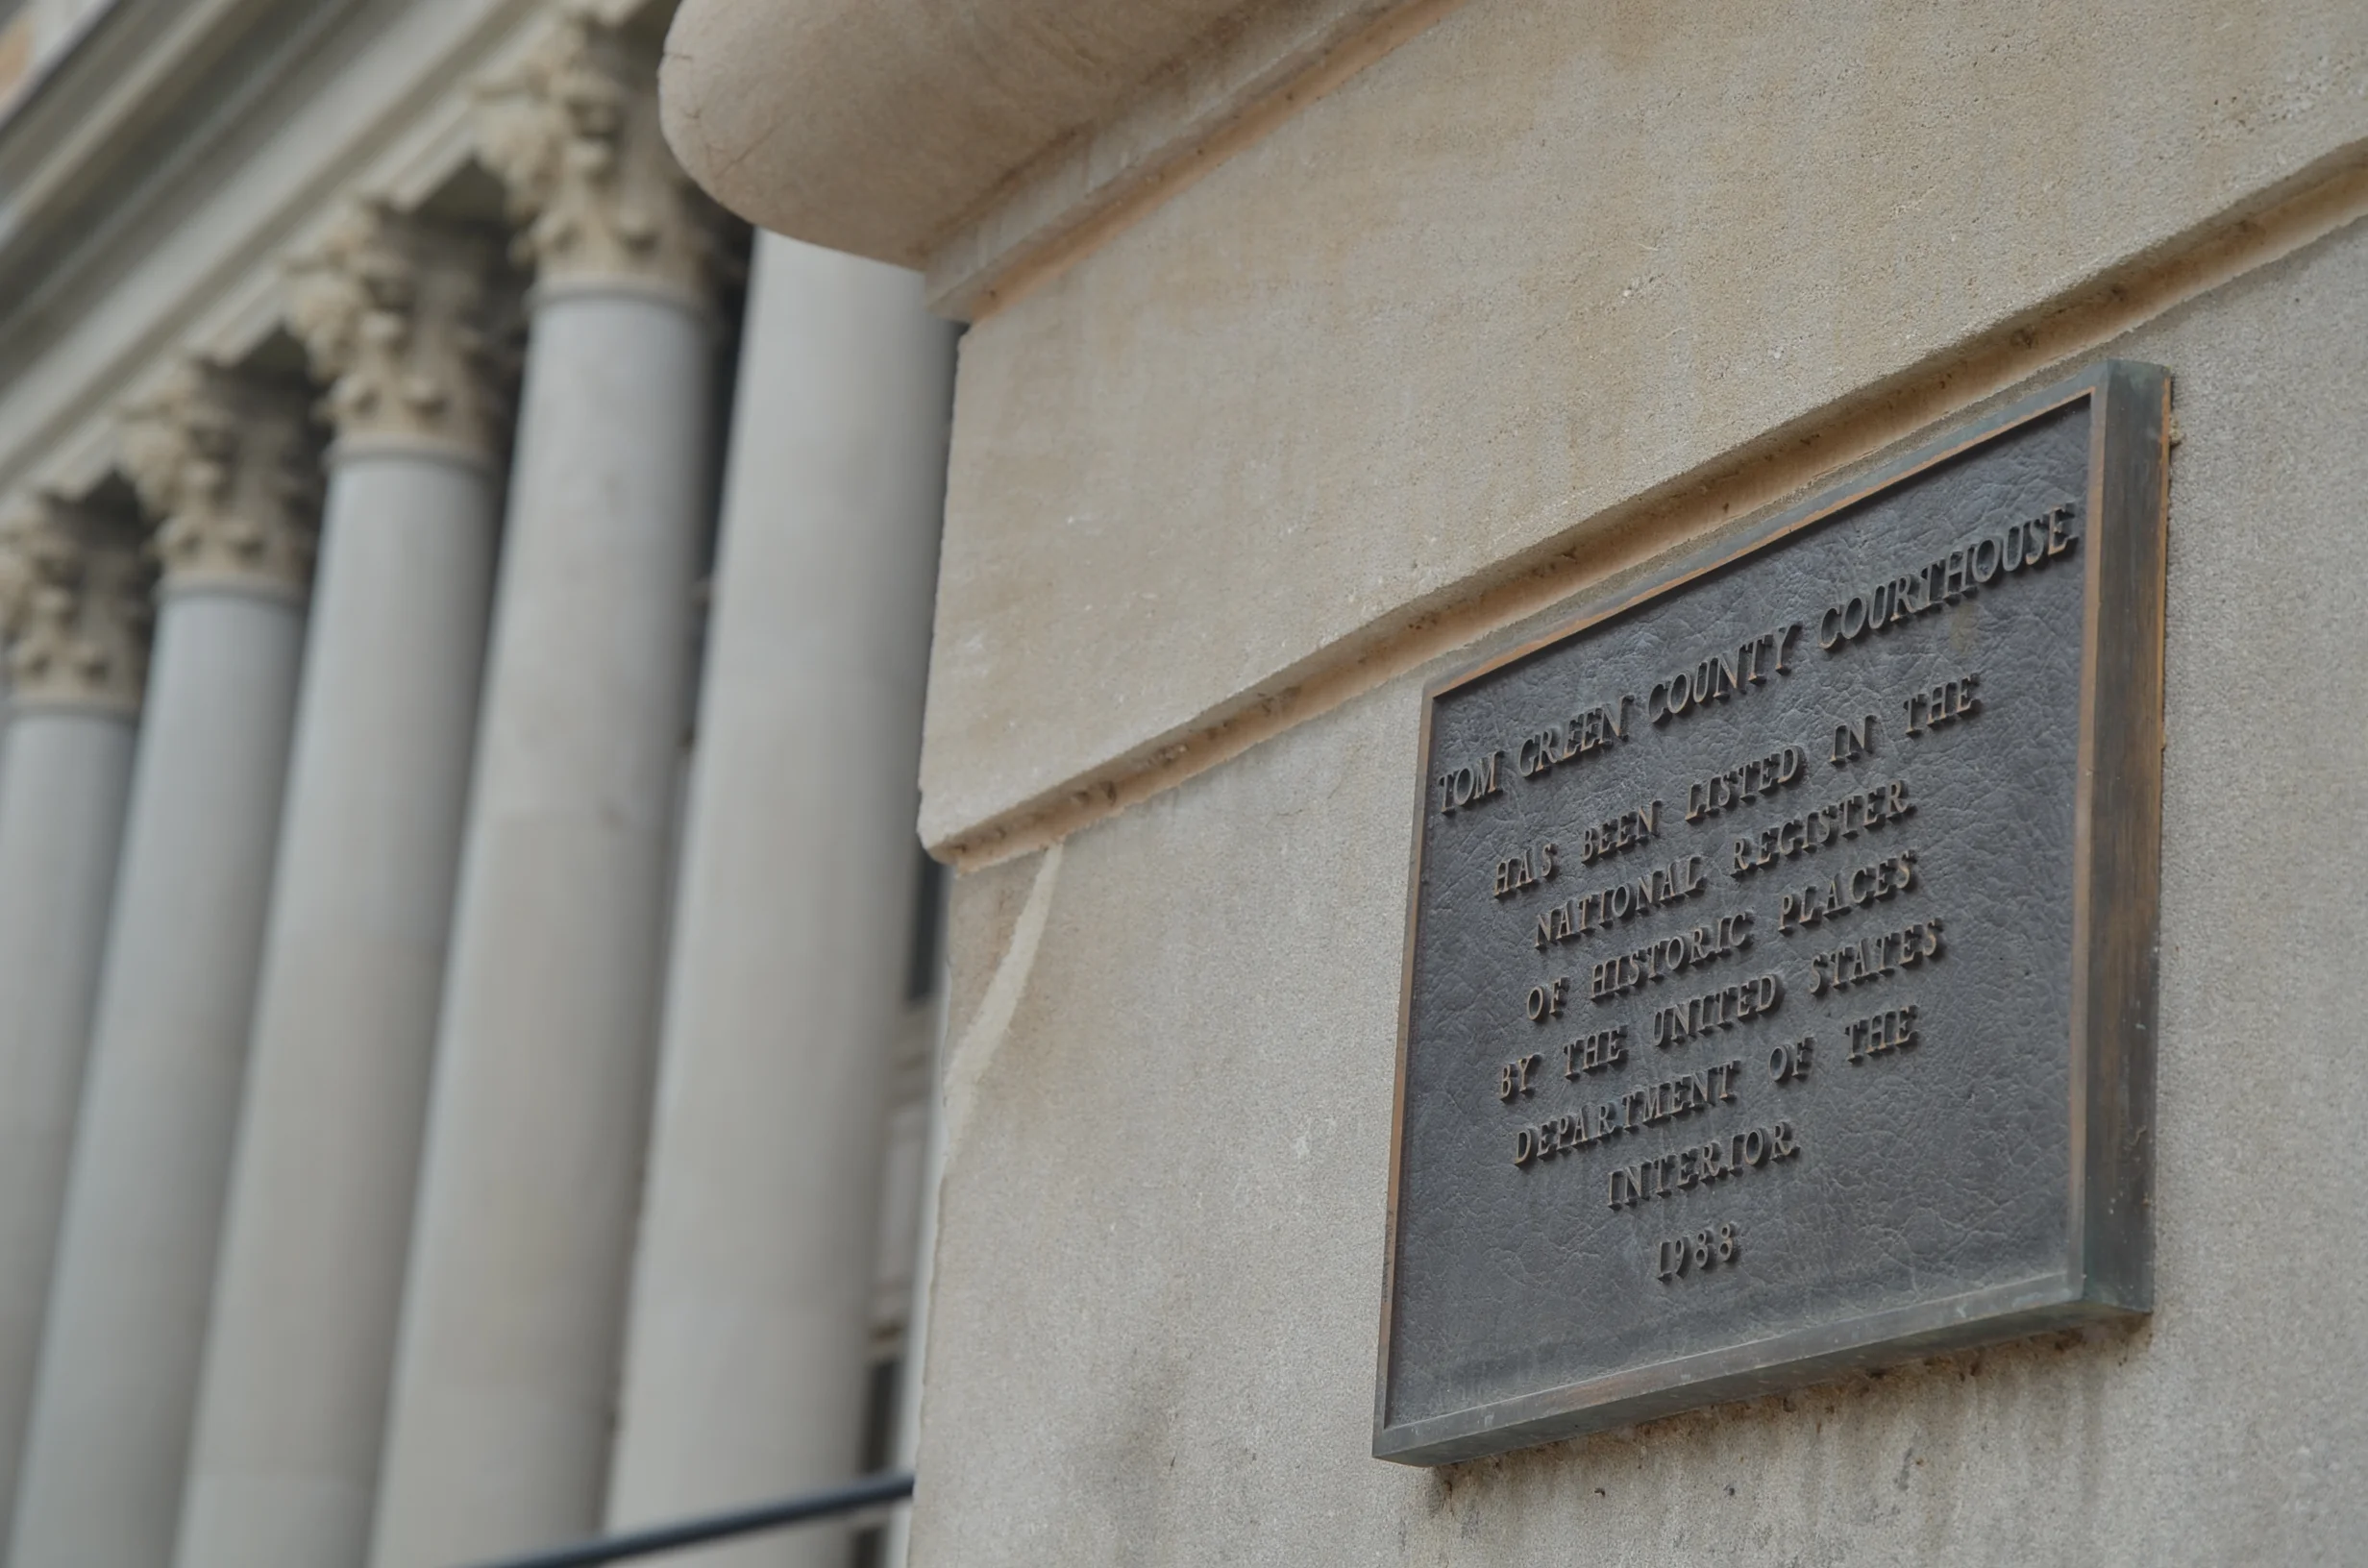 TOM GREEN COUNTY COURTHOUSE
HAS BEEN LISTED IN THE
NATIONAL REGISTER
OF HISTORIC PLACES
BY THE UNITED STATES
DEPARTMENT OF THE
INTERIOR
1988